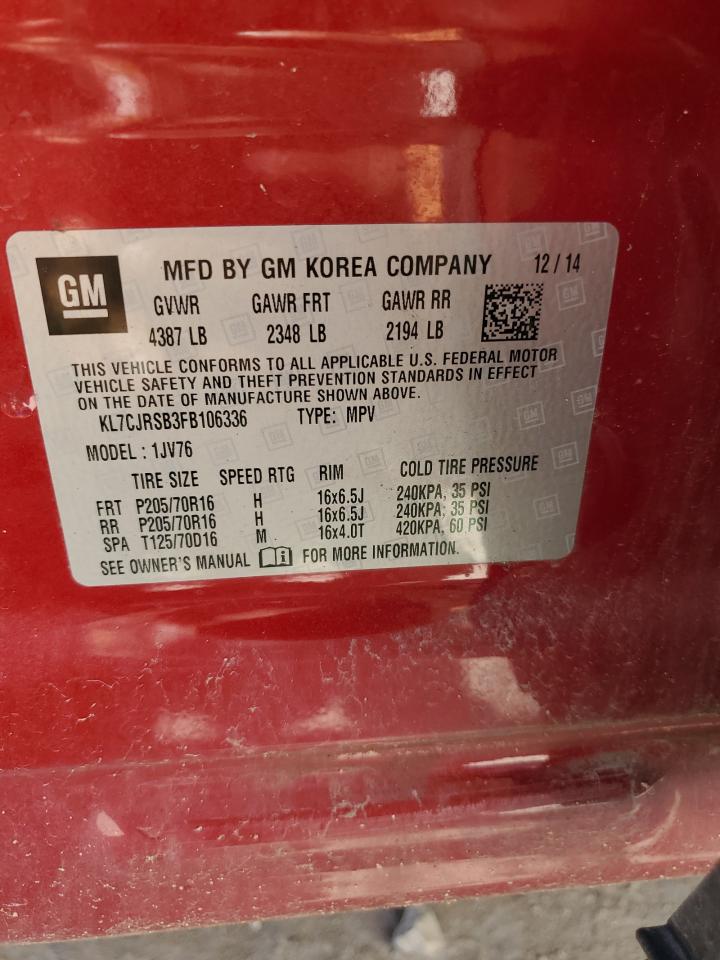 GM
MFD BY GM KOREA COMPANY 12 / 14
GVWR GAWR FRT GAWR RR
4387 LB 2348 LB 2194 LB
THIS VEHICLE CONFORMS TO ALL APPLICABLE U.S. FEDERAL MOTOR
VEHICLE SAFETY AND THEFT PREVENTION STANDARDS IN EFFECT
ON THE DATE OF MANUFACTURE SHOWN ABOVE.
KL7CJRSB3FB106336 TYPE: MPV
MODEL : 1JV76
TIRE SIZE SPEED RTG RIM COLD TIRE PRESSURE
FRT P205/70R16 H 16x6.5J 240KPA, 35 PSI
RR P205/70R16 H 16x6.5J 240KPA, 35 PSI
SPA T125/70D16 M 16x4.0T 420KPA, 60 PSI
SEE OWNER'S MANUAL FOR MORE INFORMATION.